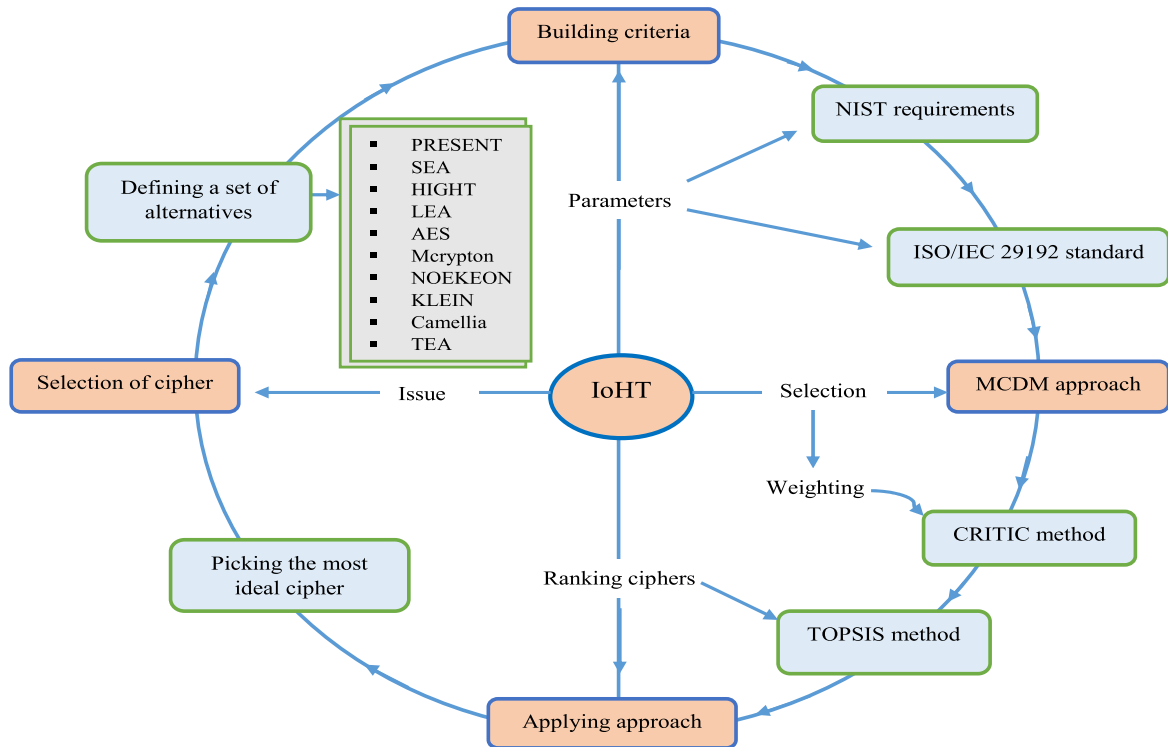 Building criteria
NIST requirements
PRESENT
SEA
HIGHT
LEA
AES
Mcrypton
NOEKEON
KLEIN
Camellia
TEA
Defining a set of
alternatives
Parameters
ISO/IEC 29192 standard
Selection of cipher
Issue
IoHT
Selection
MCDM approach
Weighting
CRITIC method
Picking the most
ideal cipher
Ranking ciphers
TOPSIS method
Applying approach